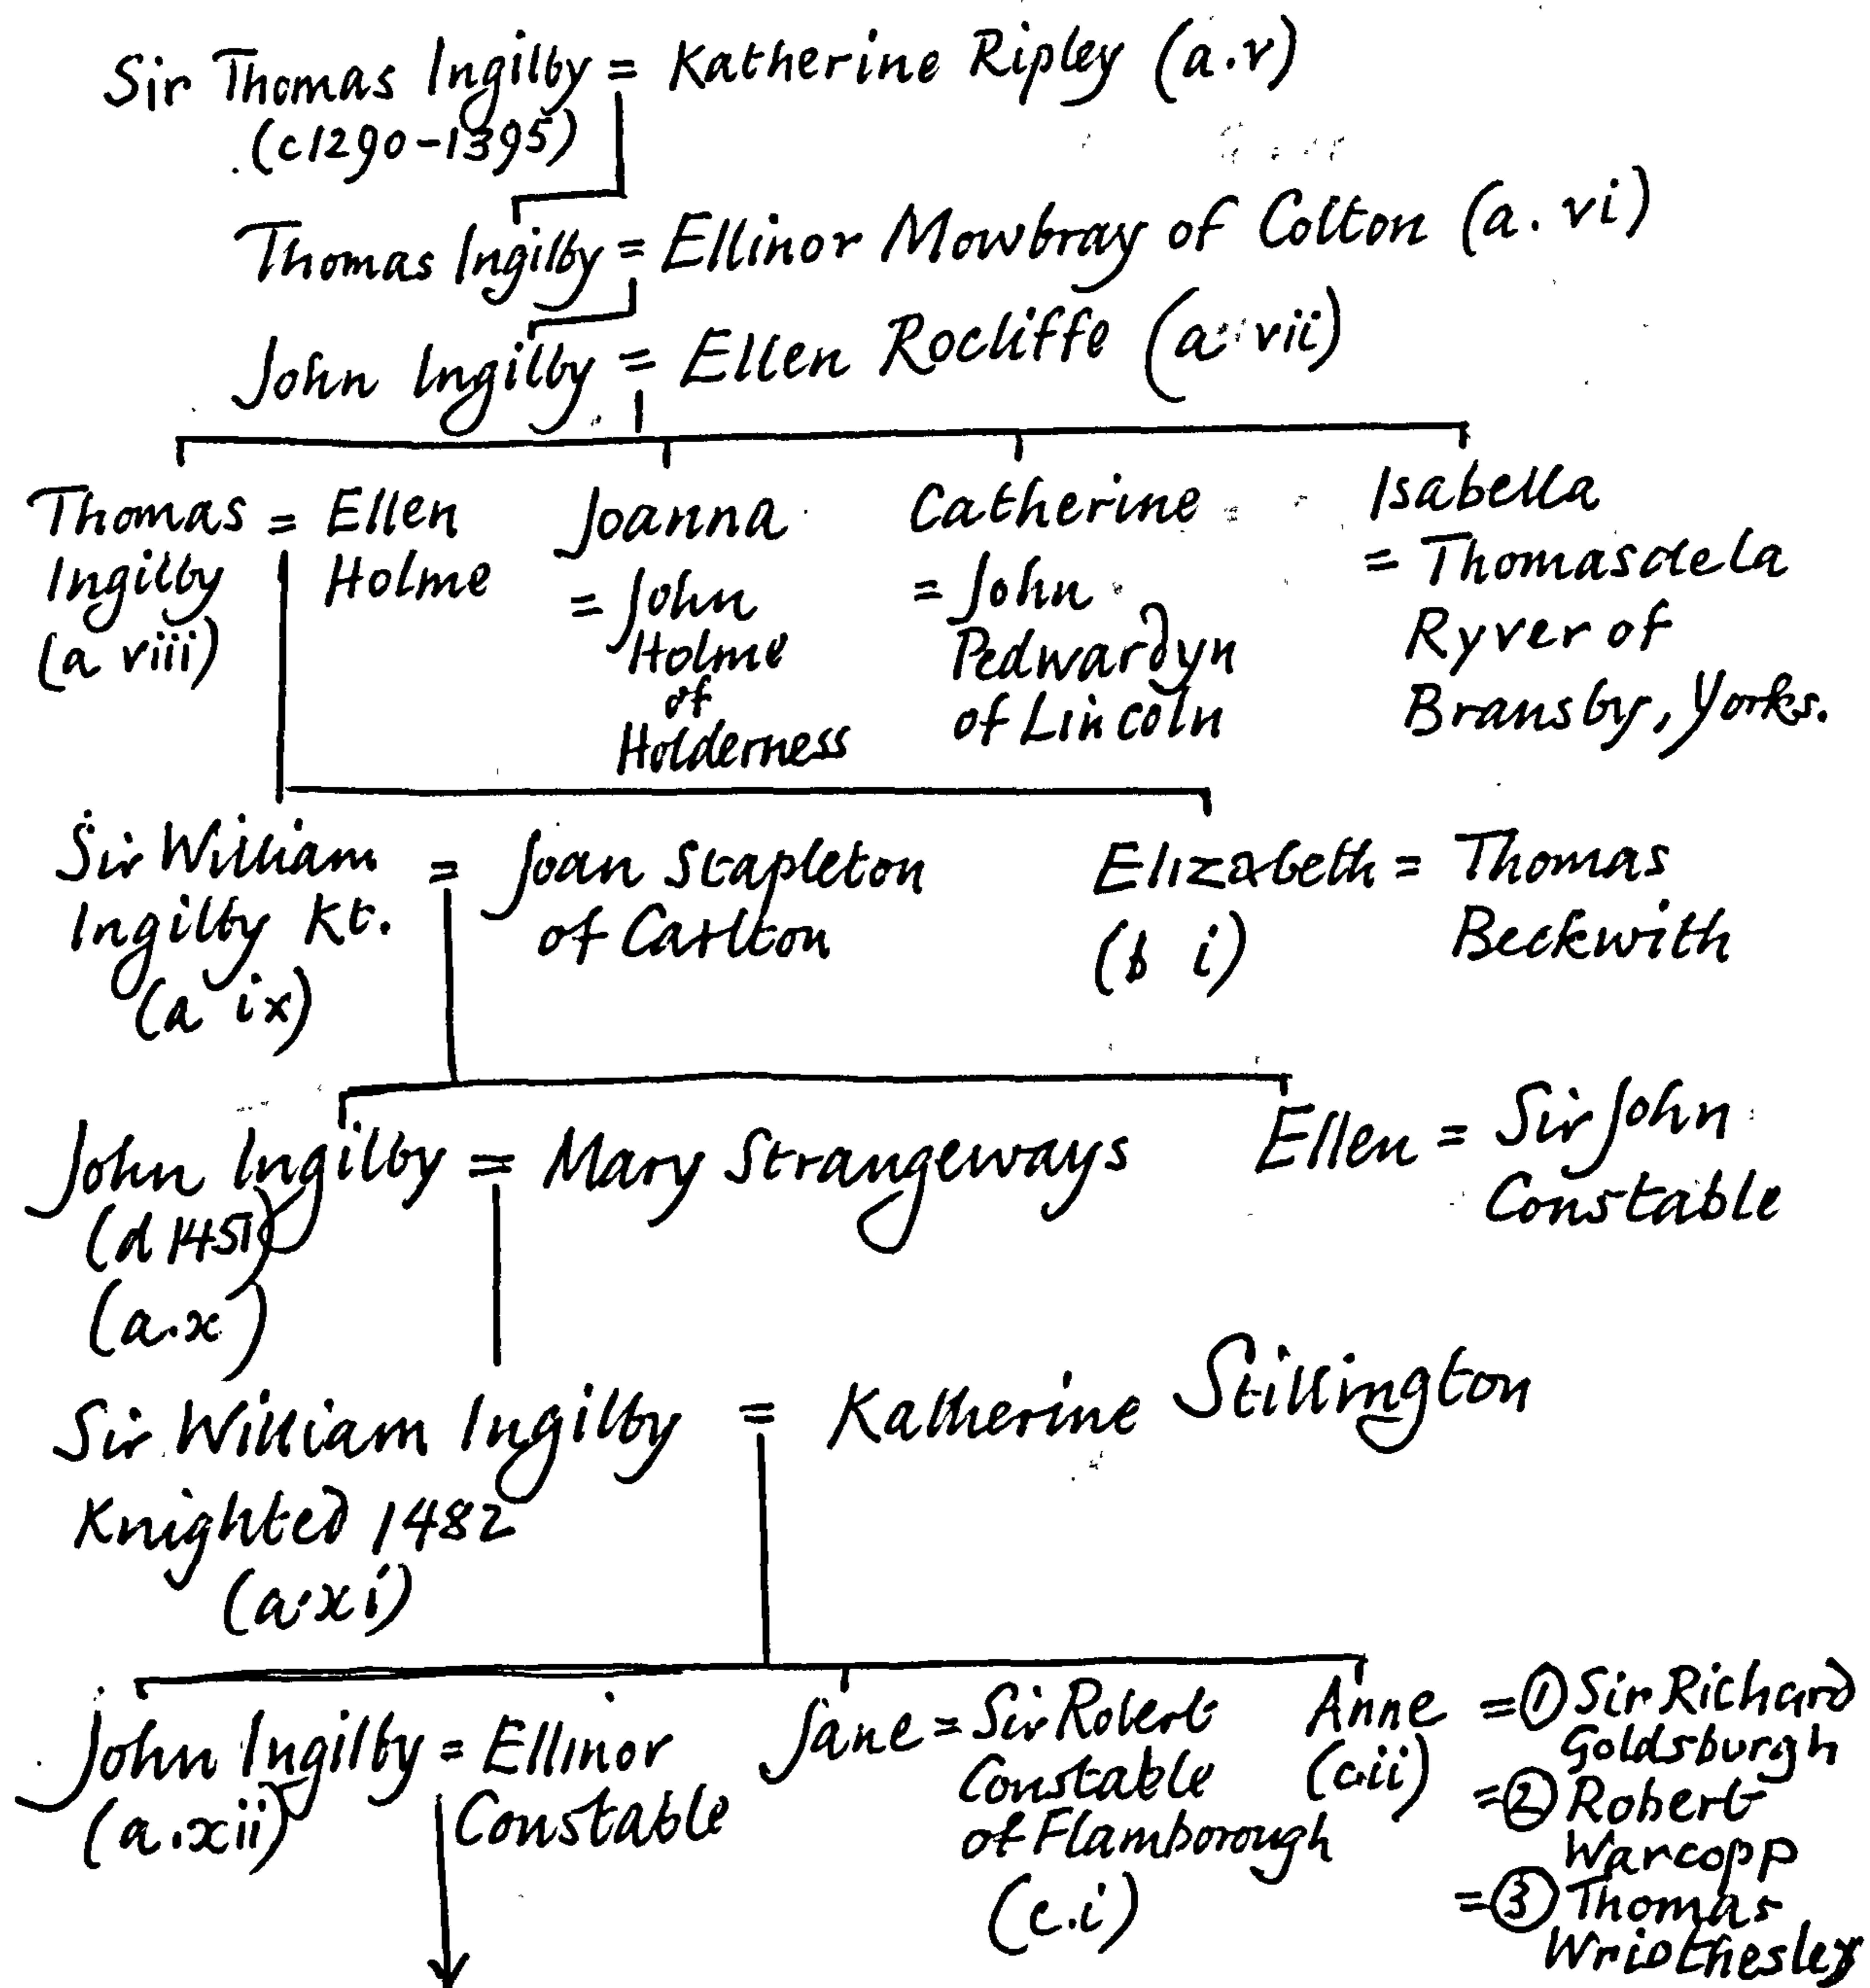 Sir Thomas Ingilby = Katherine Ripley (a.v)
(c1290-1395)
Thomas Ingilby = Ellinor Mowbray of Colton (a. vi)
John Ingilby = Ellen Rocliffe (a. vii)
Thomas = Ellen
Ingilby Holme
(a viii)
Joanna
= John
Holme
of
Holderness
Catherine
= John
Pedwardyn
of Lincoln
Isabella
= Thomas de la
Ryver of
Bransby, Yorks.
Sir William = Joan Stapleton
Ingilby Kt. of Carlton
(a ix)
Elizabeth = Thomas
(b i) Beckwith
John Ingilby = Mary Strangeways
(d 1451)
(a.x)
Ellen = Sir John
Constable
Sir William Ingilby = Katherine Stillington
Knighted 1482
(a.xi)
John Ingilby = Ellinor
(a.xii) Constable
Jane = Sir Robert
Constable
of Flamborough
(c.i)
Anne = ① Sir Richard
(c.ii) Goldsburgh
= ② Robert
Warcopp
= ③ Thomas
Wriothesley